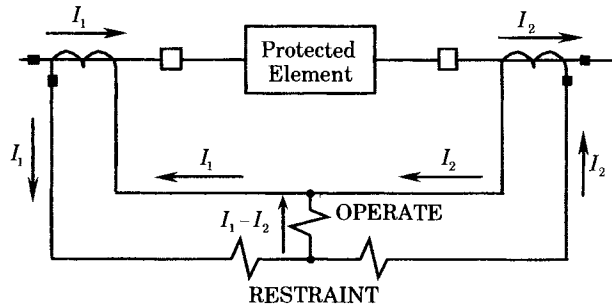 I₁
I₂
Protected
Element
I₁
I₁
I₂
I₂
I₁ – I₂
OPERATE
RESTRAINT